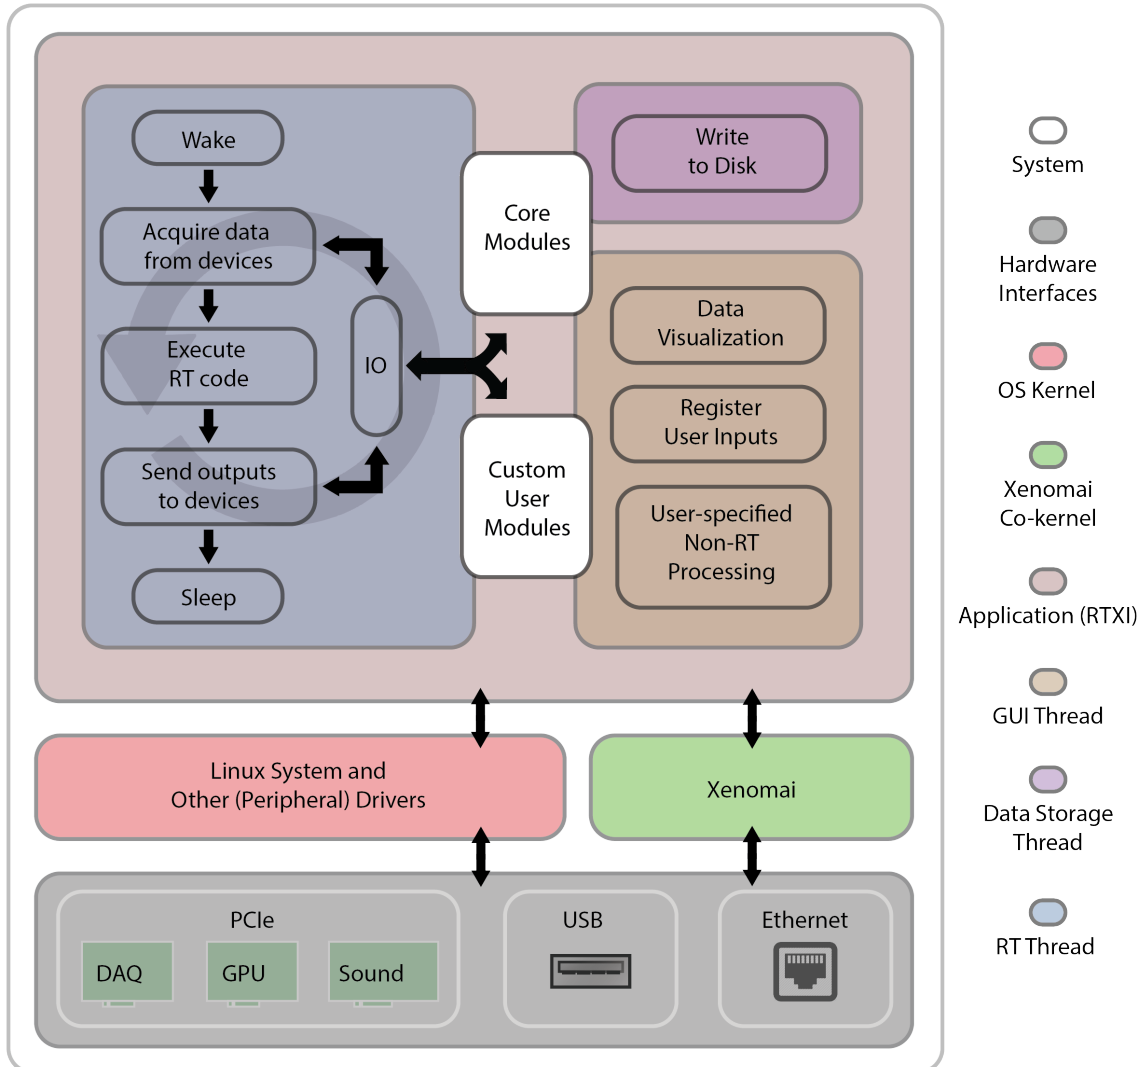 Wake
Acquire data
from devices
Execute
RT code
Send outputs
to devices
Sleep
IO
Core
Modules
Custom
User
Modules
Write
to Disk
Data
Visualization
Register
User Inputs
User-specified
Non-RT
Processing
Linux System and
Other (Peripheral) Drivers
Xenomai
PCIe
DAQ
GPU
Sound
USB
Ethernet
System
Hardware
Interfaces
OS Kernel
Xenomai
Co-kernel
Application (RTXI)
GUI Thread
Data Storage
Thread
RT Thread